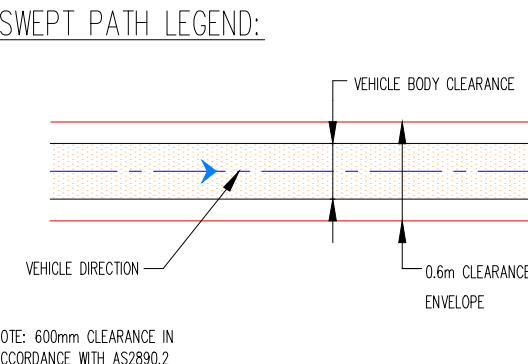 SWEPT PATH LEGEND:
VEHICLE BODY CLEARANCE
VEHICLE DIRECTION
0.6m CLEARANCE
ENVELOPE
OTE: 600mm CLEARANCE IN
CCORDANCE WITH AS2890.2